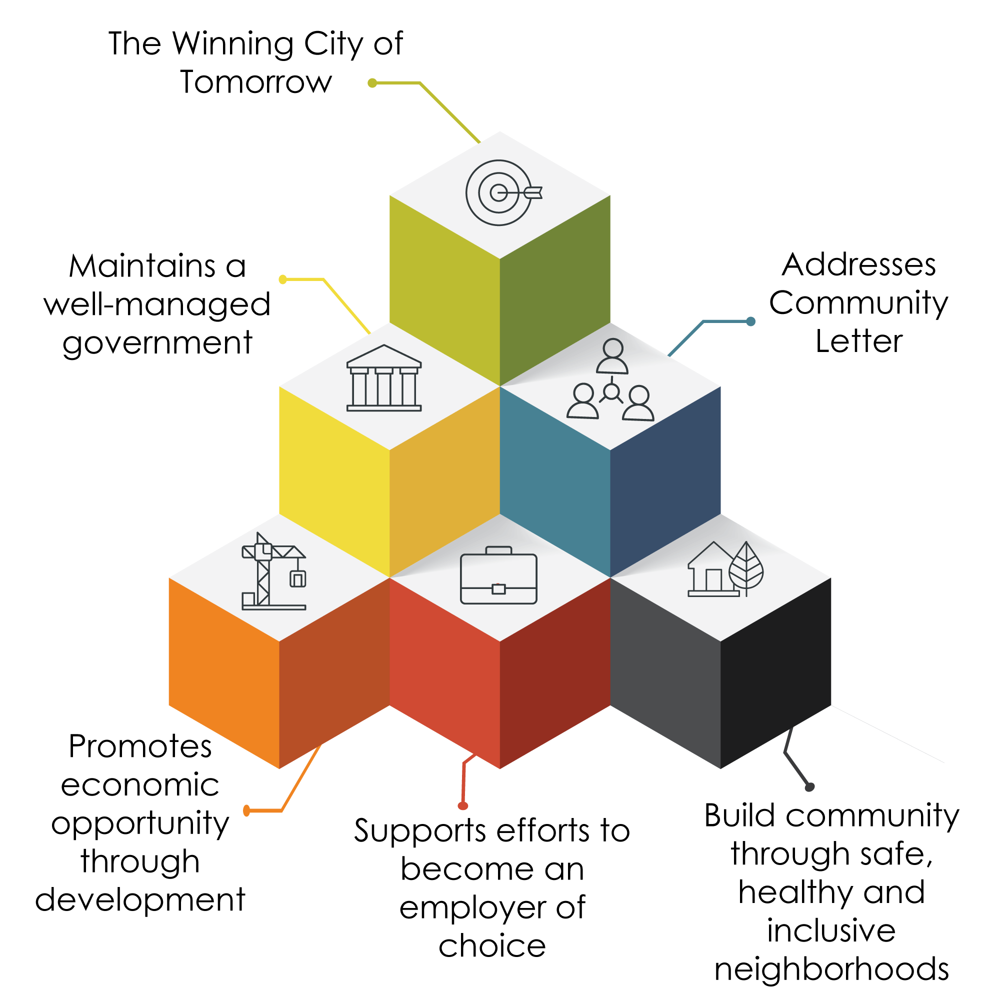 The Winning City of
Tomorrow
Maintains a
well-managed
government
Addresses
Community
Letter
Promotes
economic
opportunity
through
development
Supports efforts to
become an
employer of
choice
Build community
through safe,
healthy and
inclusive
neighborhoods